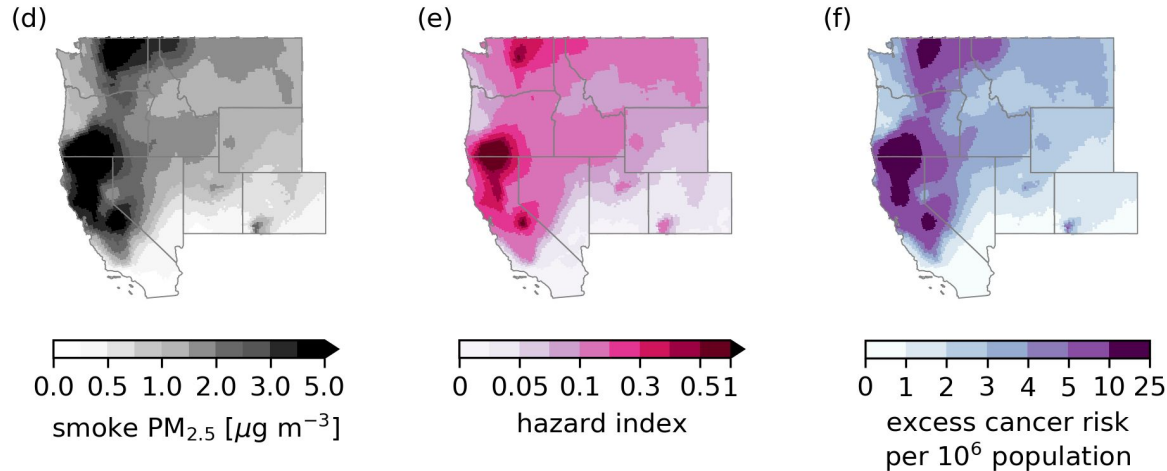 (d)
(e)
(f)
0.0 0.5 1.0 2.0 3.0 5.0
smoke PM2.5 [μg m−3]
0 0.05 0.1 0.3 0.51
hazard index
0 1 2 3 4 5 10 25
excess cancer risk
per 10⁶ population